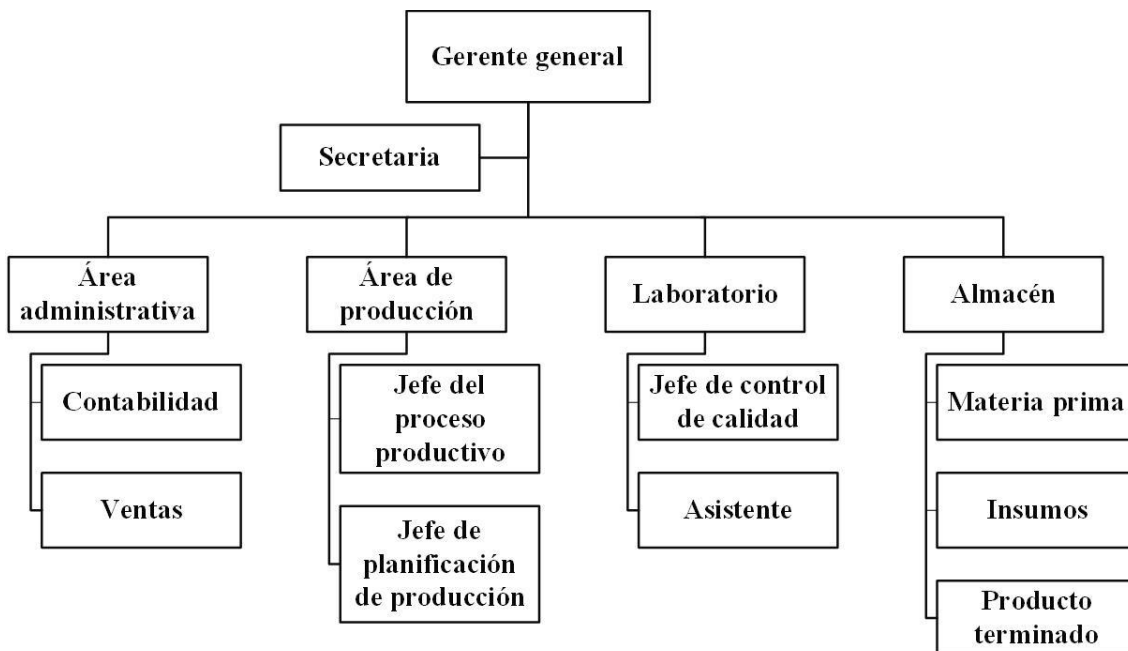 Gerente general
Secretaria
Área
administrativa
Área de
producción
Laboratorio
Almacén
Contabilidad
Jefe del
proceso
productivo
Jefe de control
de calidad
Materia prima
Ventas
Jefe de
planificación
de producción
Asistente
Insumos
Producto
terminado